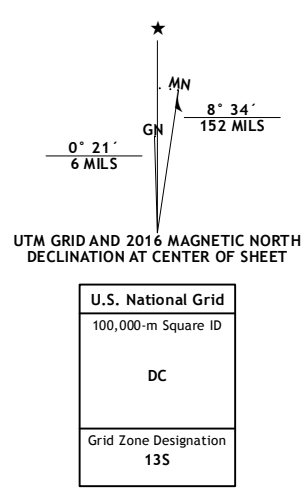 MN
8° 34´
152 MILS
GN
0° 21´
6 MILS
UTM GRID AND 2016 MAGNETIC NORTH
DECLINATION AT CENTER OF SHEET
U.S. National Grid
100,000-m Square ID
DC
Grid Zone Designation
13S